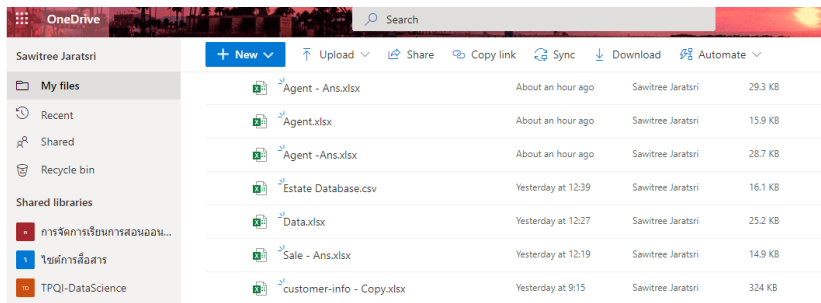 OneDrive
Search
Sawitree Jaratsri
New
Upload
Share
Copy link
Sync
Download
Automate
My files
Recent
Shared
Recycle bin
Shared libraries
การจัดการเรียนการสอนออน...
ไซต์การสื่อสาร
TD TPQI-DataScience
Agent - Ans.xlsx About an hour ago Sawitree Jaratsri 29.3 KB
Agent.xlsx About an hour ago Sawitree Jaratsri 15.9 KB
Agent -Ans.xlsx About an hour ago Sawitree Jaratsri 28.7 KB
Estate Database.csv Yesterday at 12:39 Sawitree Jaratsri 16.1 KB
Data.xlsx Yesterday at 12:27 Sawitree Jaratsri 25.2 KB
Sale - Ans.xlsx Yesterday at 12:19 Sawitree Jaratsri 14.9 KB
customer-info - Copy.xlsx Yesterday at 9:15 Sawitree Jaratsri 324 KB